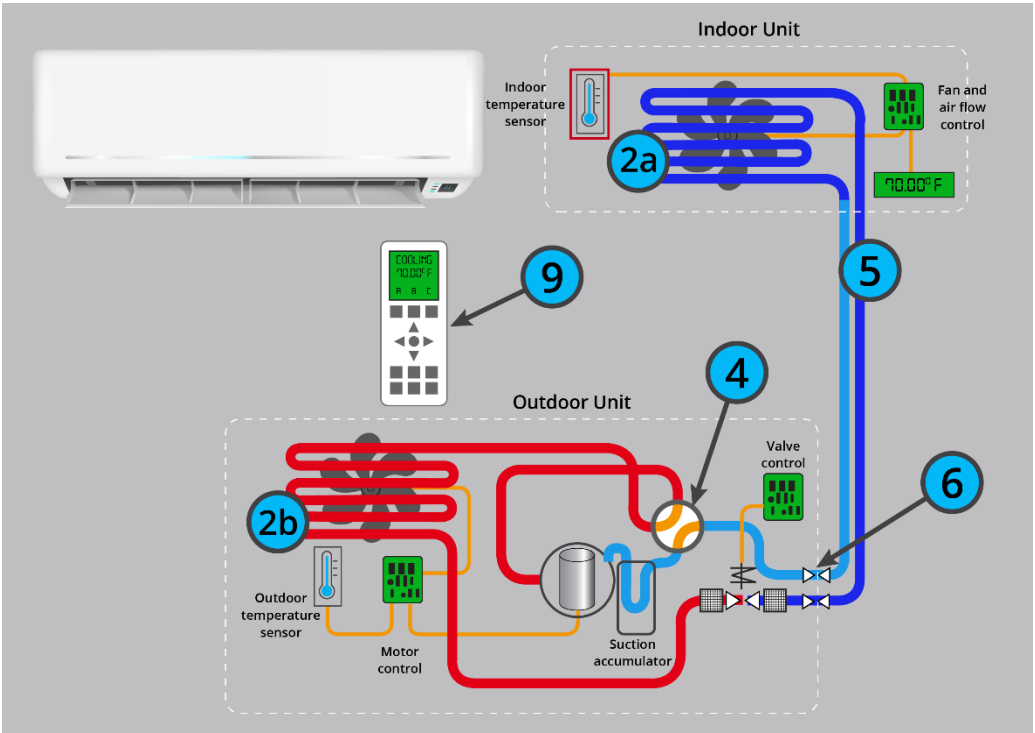 Indoor Unit
Indoor
temperature
sensor
Fan and
air flow
control
2a
70.00°F
5
COOLING
70.00°F
A B C
9
4
Outdoor Unit
Valve
control
6
2b
Outdoor
temperature
sensor
Motor
control
Suction
accumulator